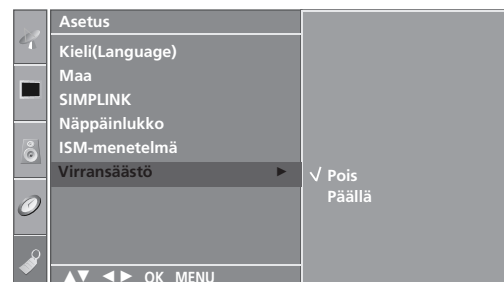 Asetus
Kieli(Language)
Maa
SIMPLINK
Näppäinlukko
ISM-menetelmä
Virransäästö ►
√ Pois
Päällä
▲▼ ◄► OK MENU